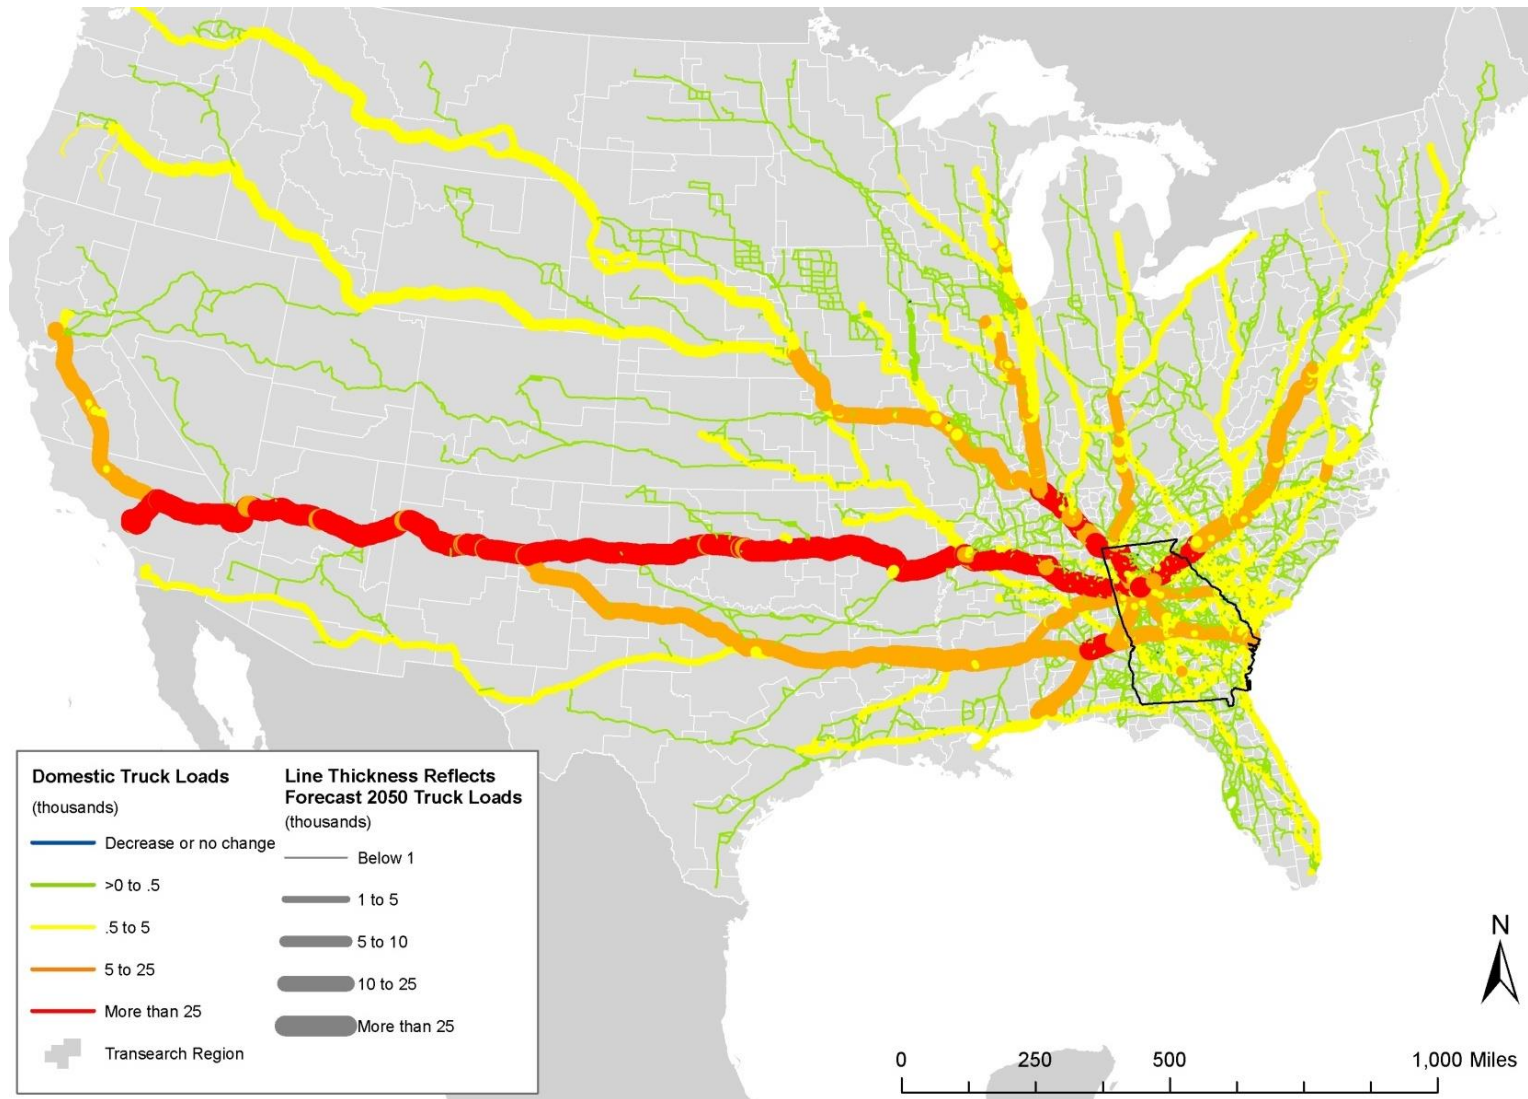 Domestic Truck Loads
(thousands)
Decrease or no change
>0 to .5
.5 to 5
5 to 25
More than 25
Transearch Region
Line Thickness Reflects
Forecast 2050 Truck Loads
(thousands)
Below 1
1 to 5
5 to 10
10 to 25
More than 25
N
0 250 500 1,000 Miles